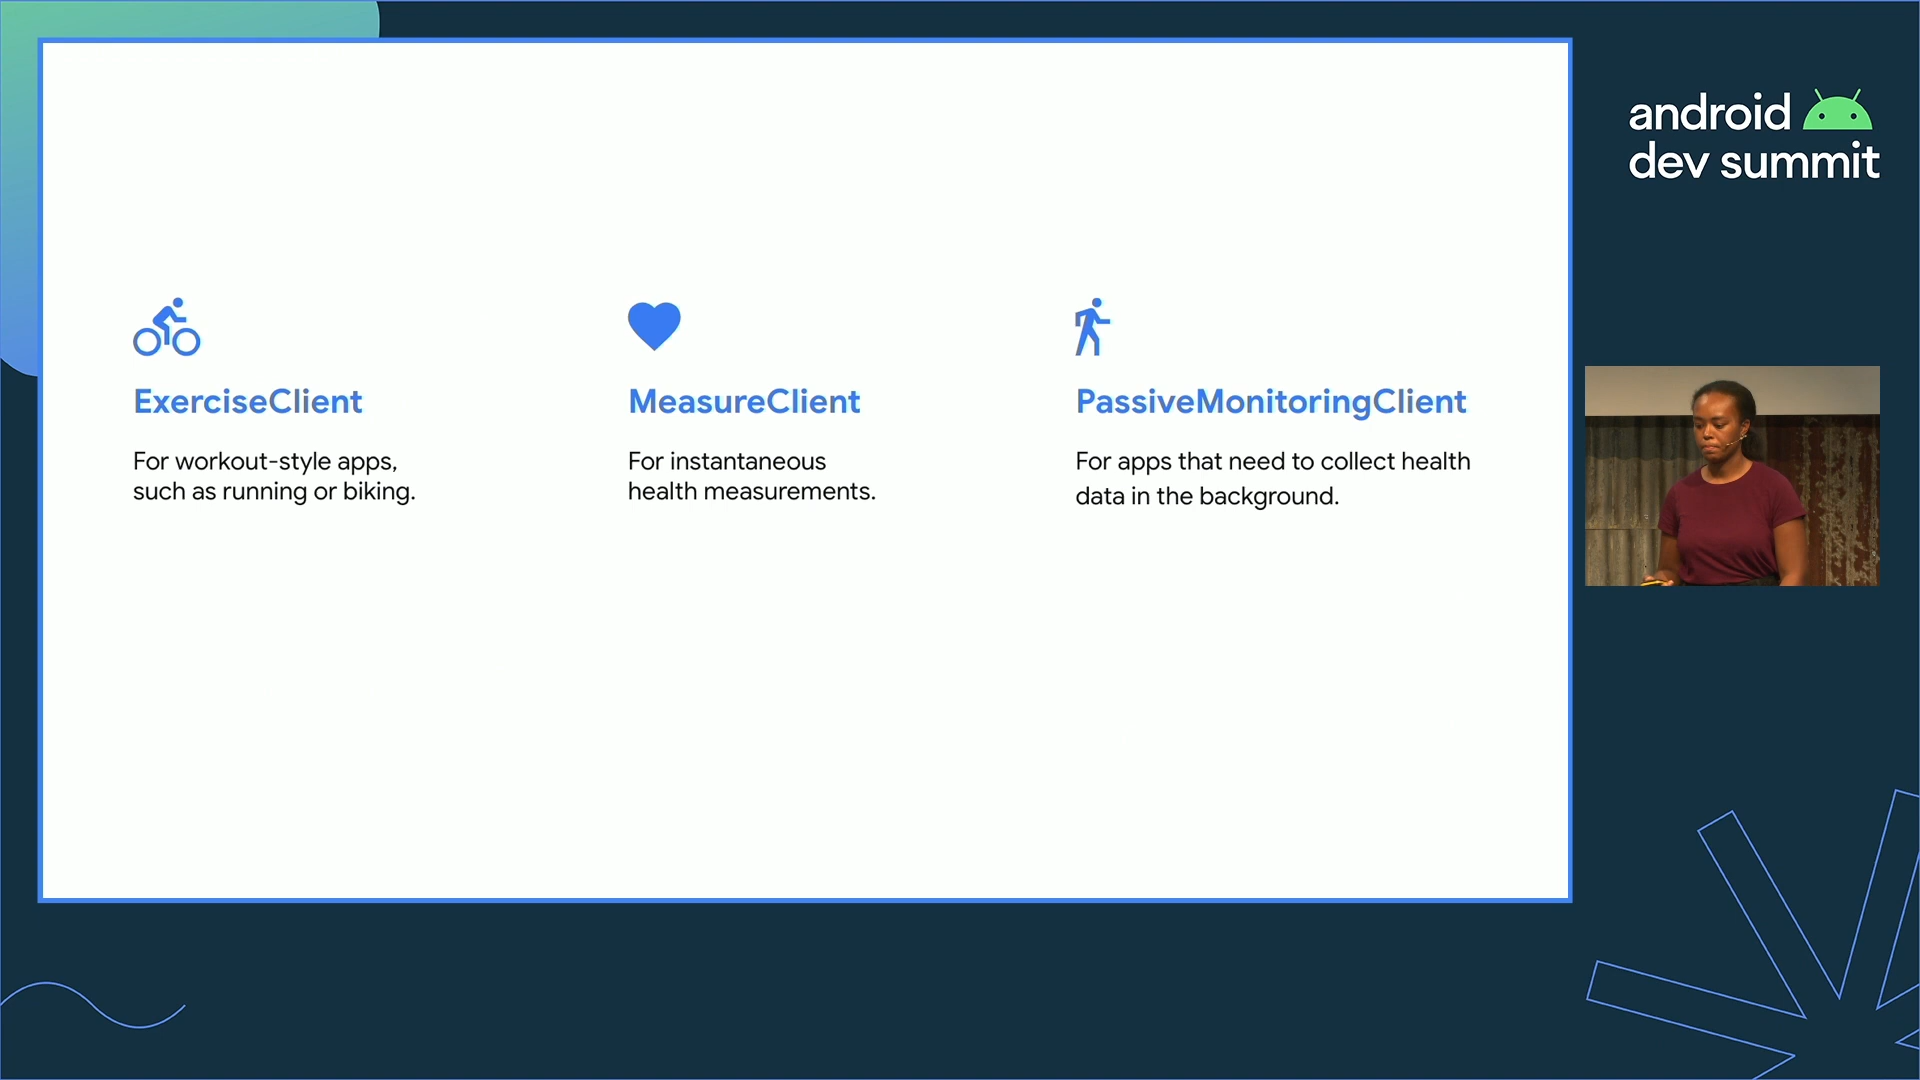 android
dev summit
ExerciseClient
For workout-style apps,
such as running or biking.
MeasureClient
For instantaneous
health measurements.
PassiveMonitoringClient
For apps that need to collect health
data in the background.